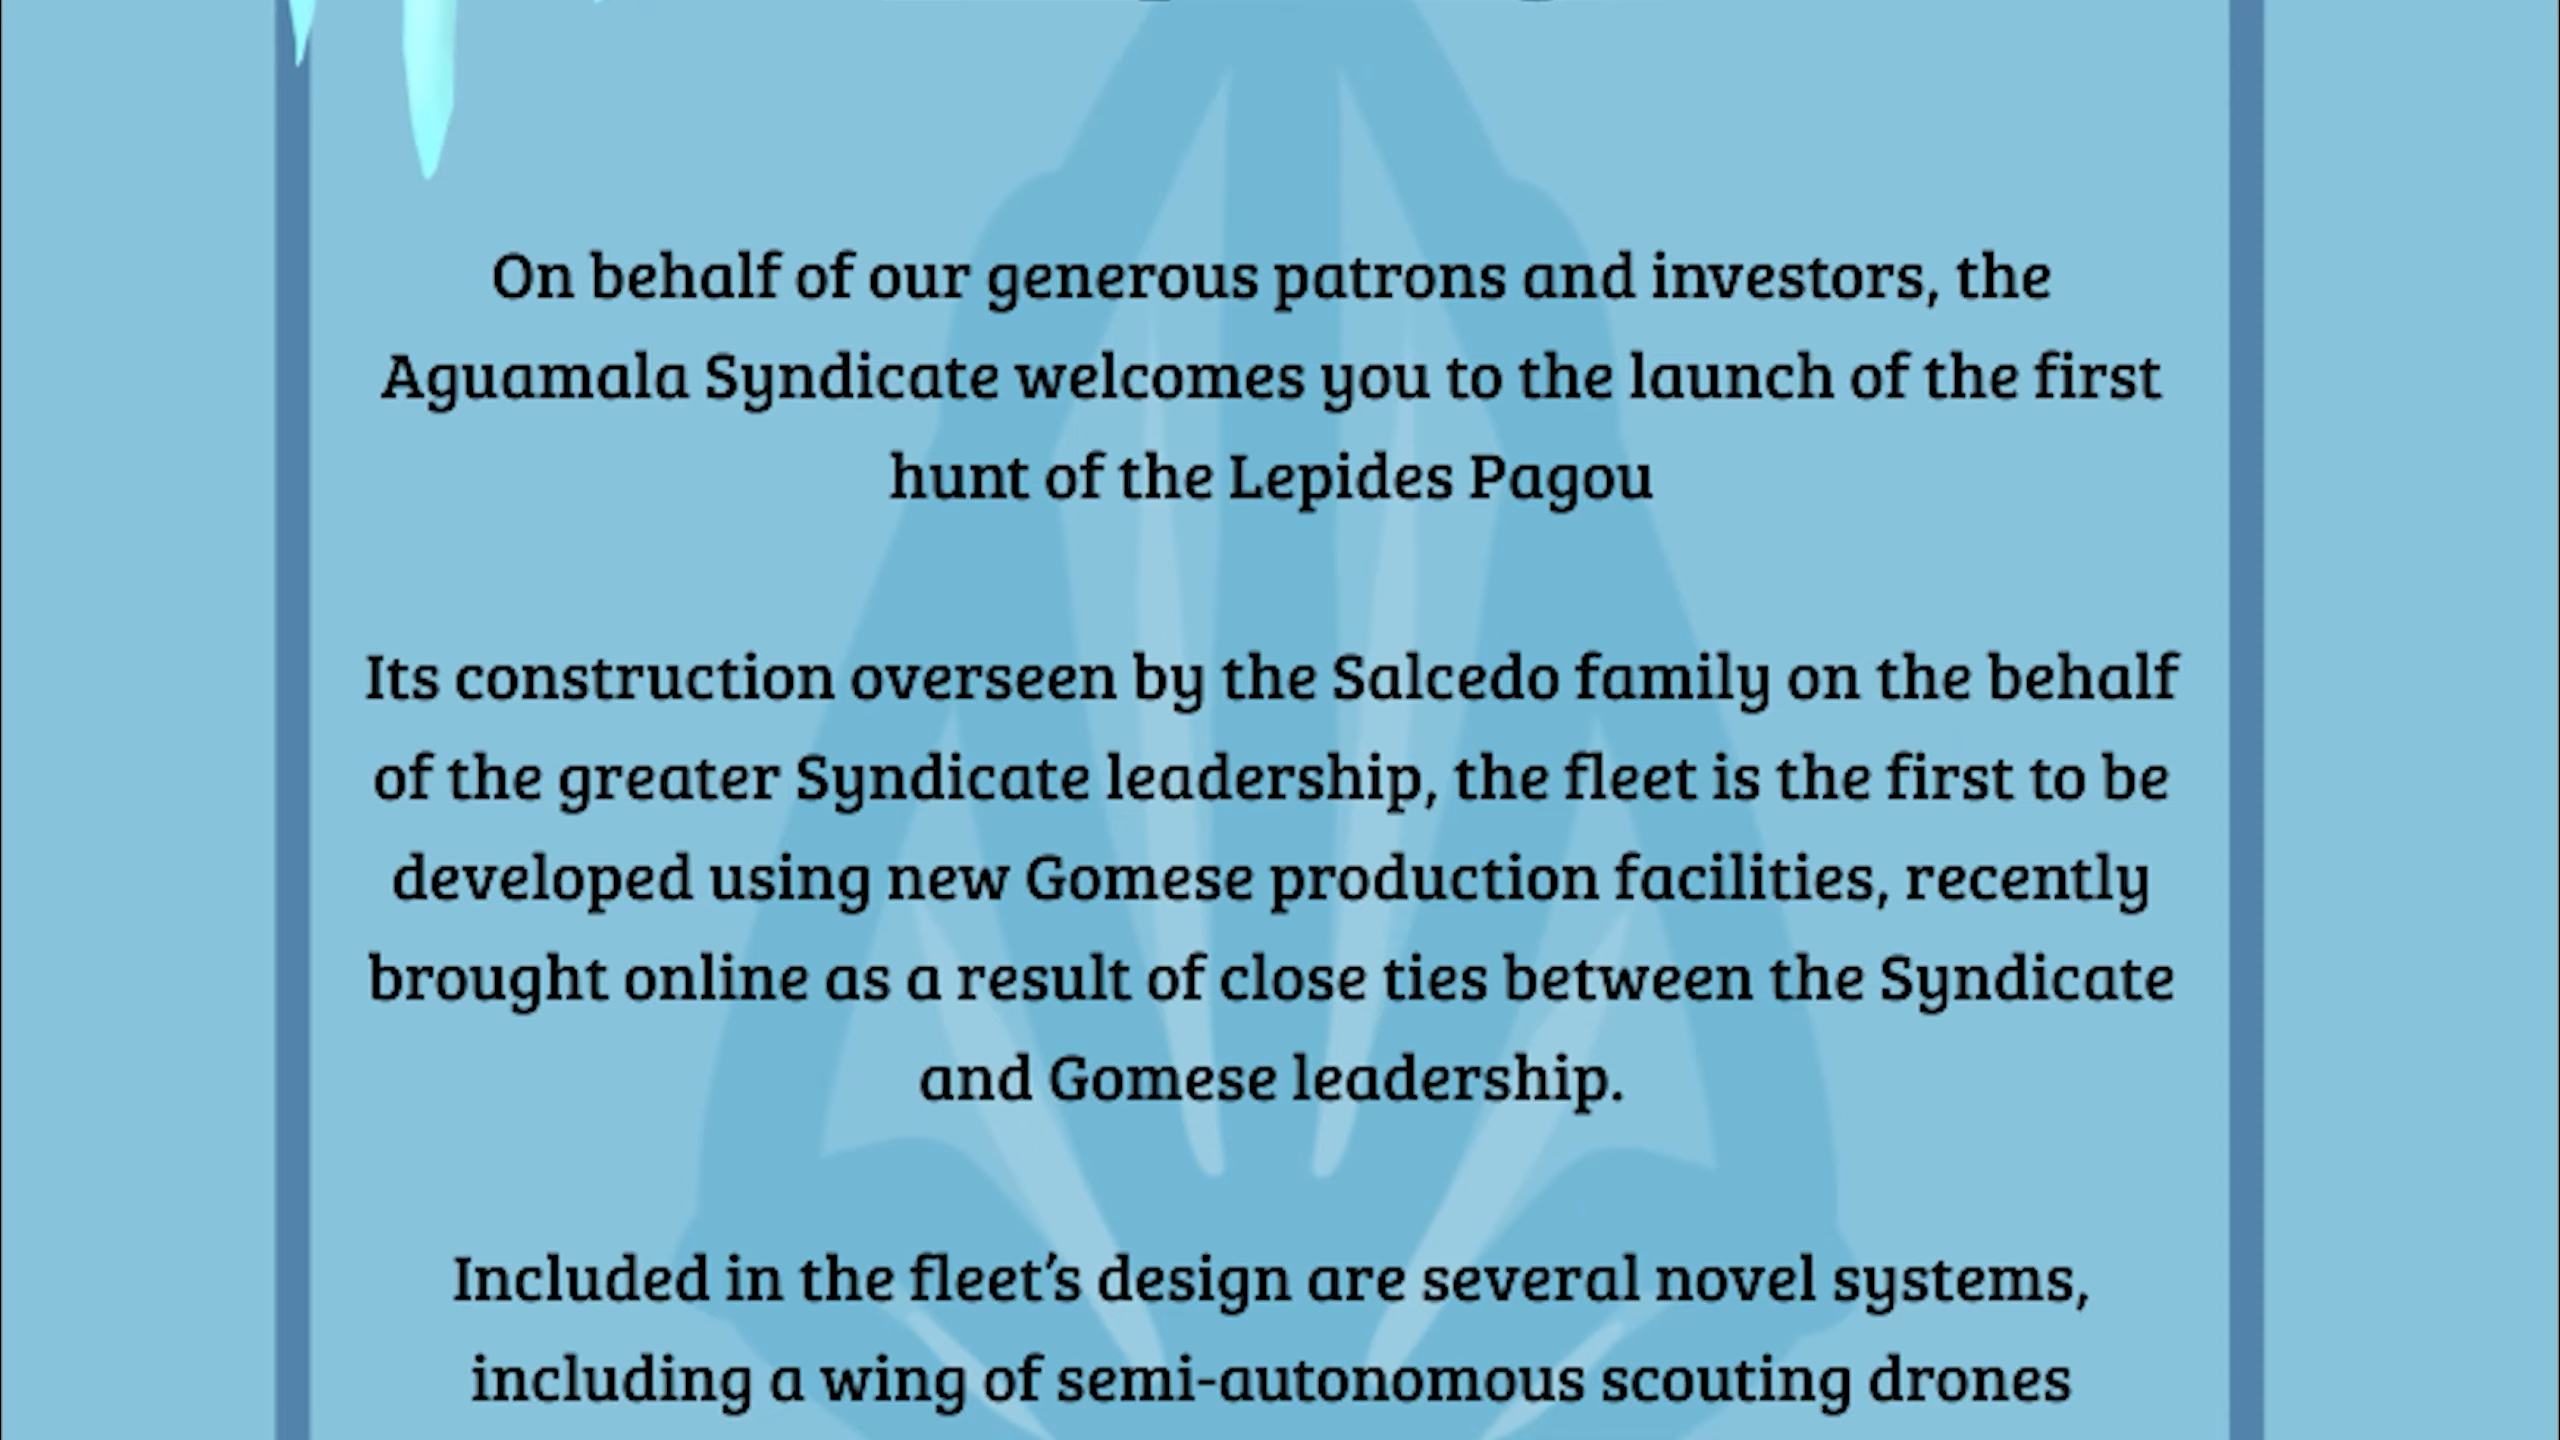 On behalf of our generous patrons and investors, the
Aguamala Syndicate welcomes you to the launch of the first
hunt of the Lepides Pagou
Its construction overseen by the Salcedo family on the behalf
of the greater Syndicate leadership, the fleet is the first to be
developed using new Gomese production facilities, recently
brought online as a result of close ties between the Syndicate
and Gomese leadership.
Included in the fleet’s design are several novel systems,
including a wing of semi-autonomous scouting drones